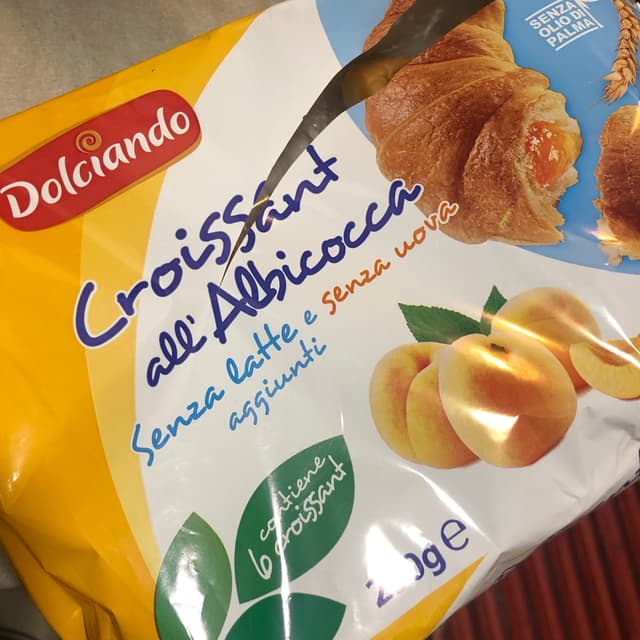 SENZA
OLIO DI
PALMA
Dolciando
Croissant
all'Albicocca
Senza latte e senza uova
aggiunti
contiene
6 croissant